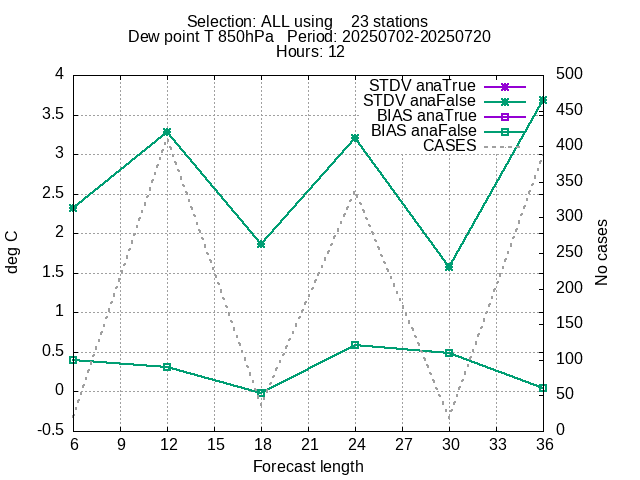 Selection: ALL using    23 stations
Dew point T 850hPa   Period: 20250702-20250720
Hours: 12
STDV anaTrue
STDV anaFalse
BIAS anaTrue
BIAS anaFalse
CASES
deg C
4
3.5
3
2.5
2
1.5
1
0.5
0
-0.5
No cases
500
450
400
350
300
250
200
150
100
50
0
6 9 12 15 18 21 24 27 30 33 36
Forecast length